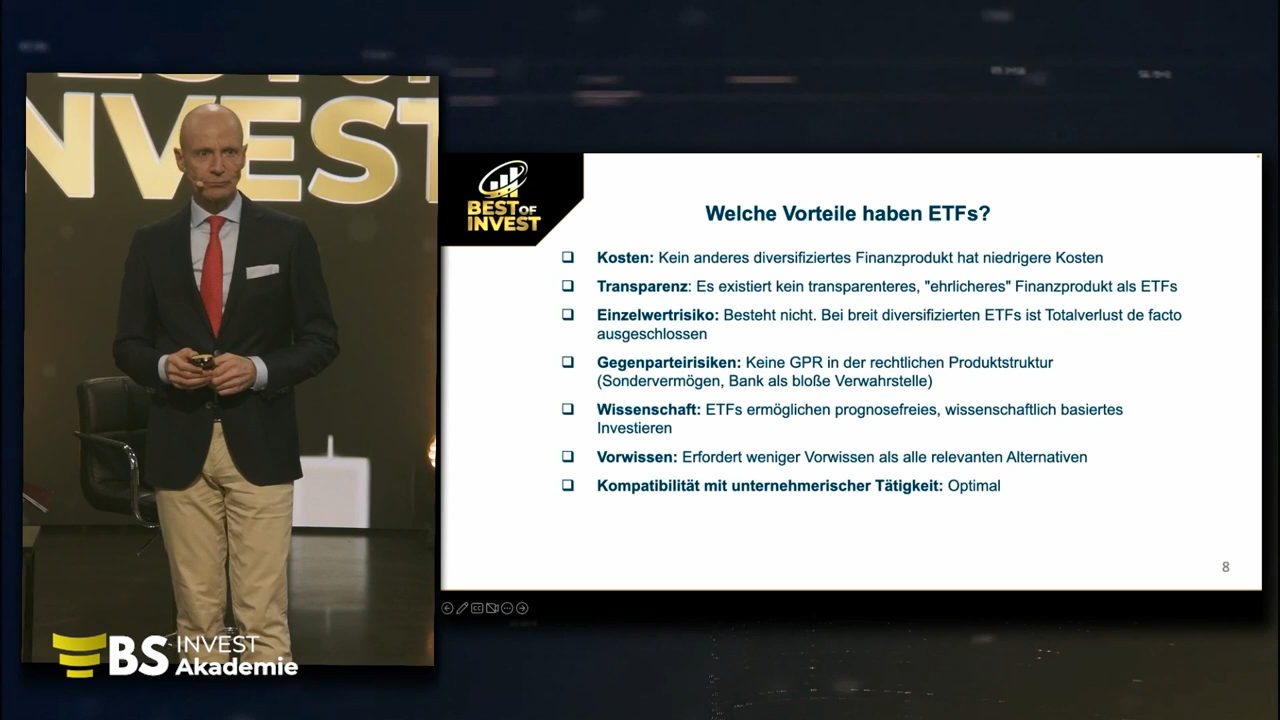 INVEST
BEST OF
INVEST
Welche Vorteile haben ETFs?
❑ Kosten: Kein anderes diversifiziertes Finanzprodukt hat niedrigere Kosten
❑ Transparenz: Es existiert kein transparenteres, "ehrlicheres" Finanzprodukt als ETFs
❑ Einzelwertrisiko: Besteht nicht. Bei breit diversifizierten ETFs ist Totalverlust de facto
ausgeschlossen
❑ Gegenparteirisiken: Keine GPR in der rechtlichen Produktstruktur
(Sondervermögen, Bank als bloße Verwahrstelle)
❑ Wissenschaft: ETFs ermöglichen prognosefreies, wissenschaftlich basiertes
Investieren
❑ Vorwissen: Erfordert weniger Vorwissen als alle relevanten Alternativen
❑ Kompatibilität mit unternehmerischer Tätigkeit: Optimal
8
BS INVEST
Akademie